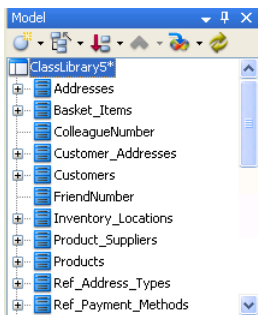 Model
ClassLibrary5*
Addresses
Basket_Items
ColleagueNumber
Customer_Addresses
Customers
FriendNumber
Inventory_Locations
Product_Suppliers
Products
Ref_Address_Types
Ref_Payment_Methods